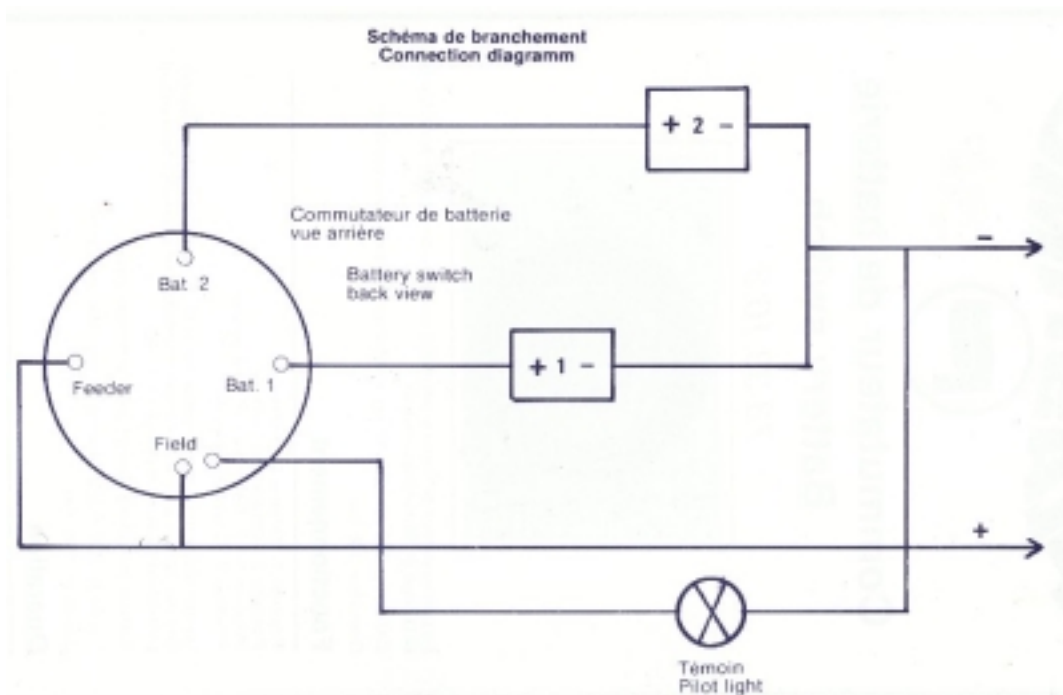 Schéma de branchement
Connection diagramm
+ 2 -
Commutateur de batterie
vue arrière
Battery switch
back view
Bat 2
-
Feeder
Bat. 1
+ 1 -
Field
+
Témoin
Pilot light